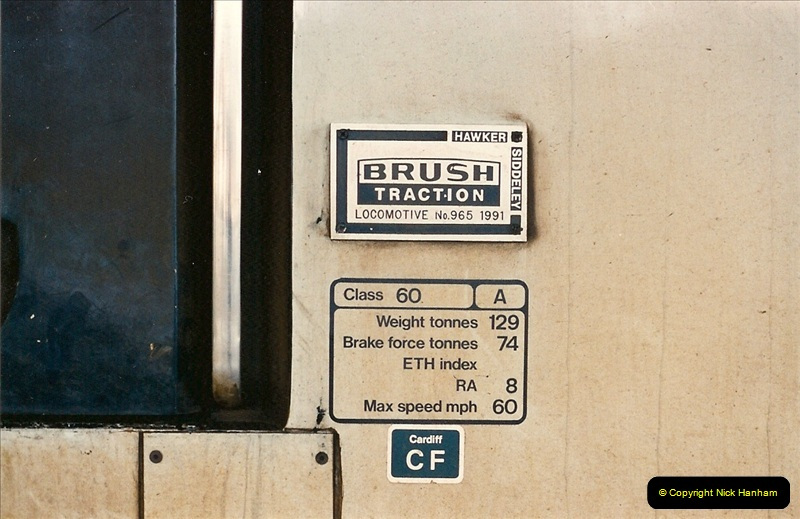 HAWKER
SIDDELEY
BRUSH
TRACTION
LOCOMOTIVE No.965 1991
Class 60 A
Weight tonnes 129
Brake force tonnes 74
ETH index
RA 8
Max speed mph 60
Cardiff
CF
© Copyright Nick Hanham